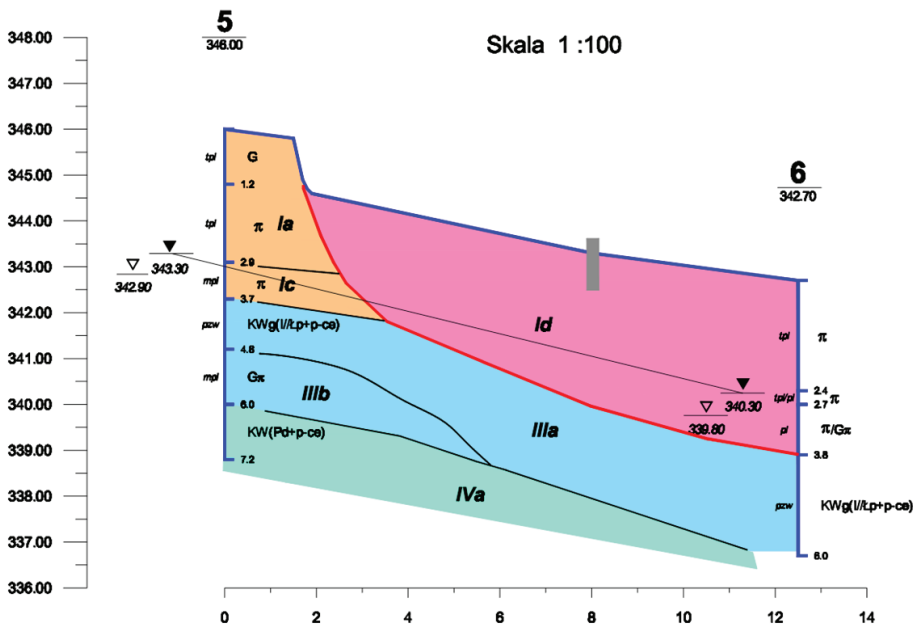 5
346.00
Skala 1 :100
6
342.70
348.00
347.00
346.00
345.00
344.00
343.00
342.00
341.00
340.00
339.00
338.00
337.00
336.00
tpl
G
1.2
tpl
π
Ia
2.9
mpl
π
Ic
3.7
343.30
342.90
pzw
KWg(I//Łp+p-ce)
4.8
mpl
Gπ
IIIb
6.0
KW(Pd+p-ce)
7.2
Id
IIIa
IVa
340.30
339.80
tpl
π
2.4
tpl/pl
2.7
π
pl
π/Gπ
3.8
pzw
KWg(I//Łp+p-ce)
6.0
0 2 4 6 8 10 12 14